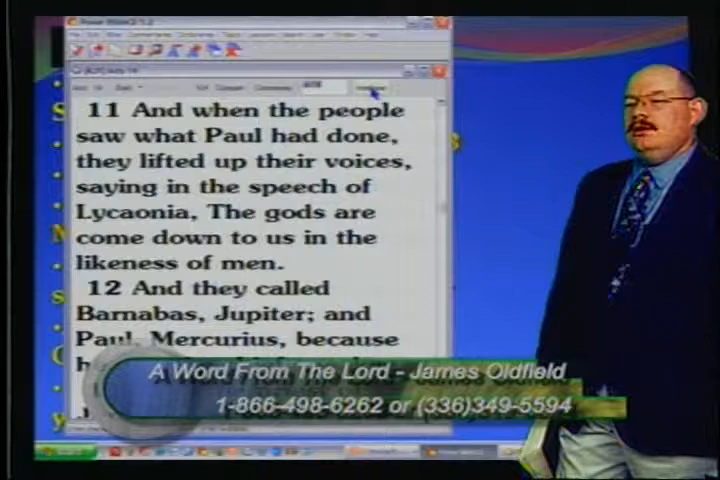 11 And when the people
saw what Paul had done,
they lifted up their voices,
saying in the speech of
Lycaonia, The gods are
come down to us in the
likeness of men.
12 And they called
Barnabas, Jupiter; and
Paul, Mercurius, because
A Word From The Lord - James Oldfield
1-866-498-6262 or (336)349-5594